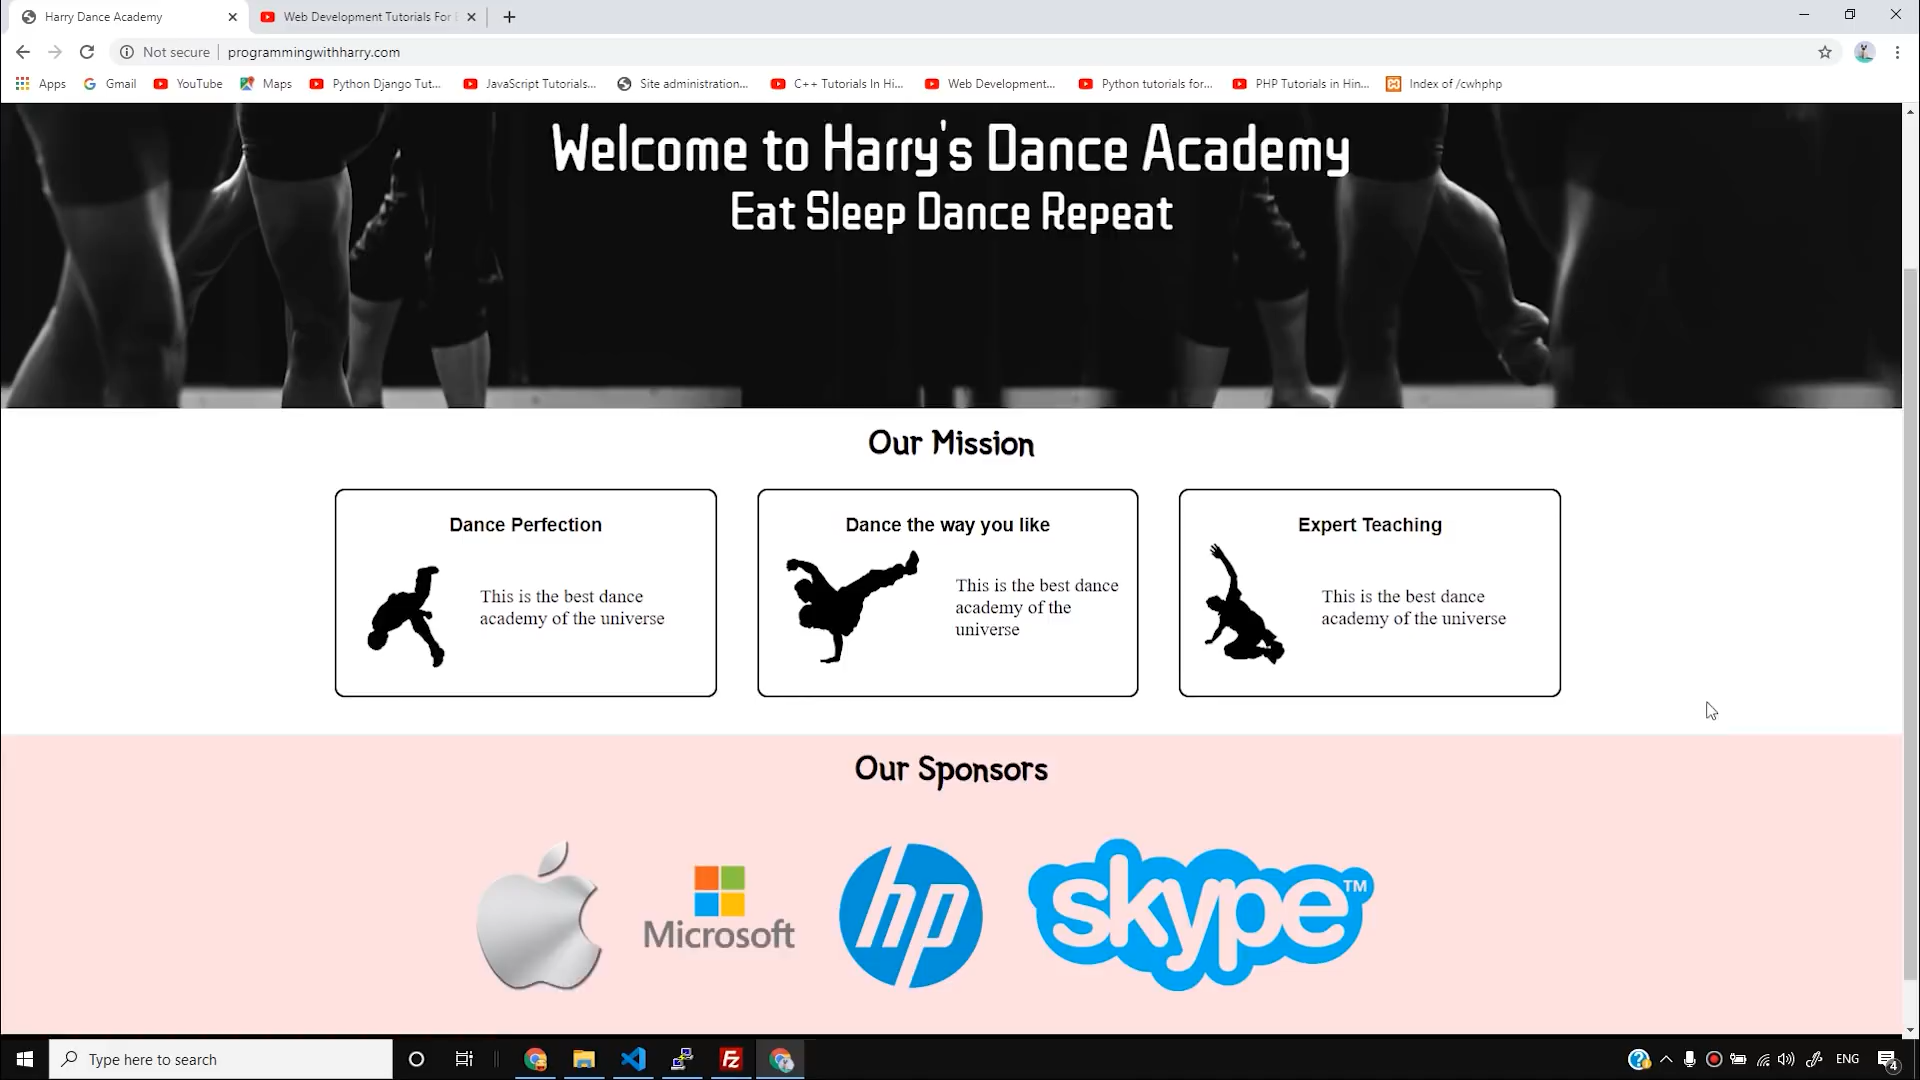 Harry Dance Academy
Web Development Tutorials For
Not secure
programmingwithharry.com
Apps
Gmail
YouTube
Maps
Python Django Tut...
JavaScript Tutorials...
Site administration...
C++ Tutorials In Hi...
Web Development...
Python tutorials for...
PHP Tutorials in Hin...
Index of /cwhphp
Welcome to Harry's Dance Academy
Eat Sleep Dance Repeat
Our Mission
Dance Perfection
This is the best dance
academy of the universe
Dance the way you like
This is the best dance
academy of the
universe
Expert Teaching
This is the best dance
academy of the universe
Our Sponsors
Microsoft
hp
skype™
Type here to search
Fz
ENG
4